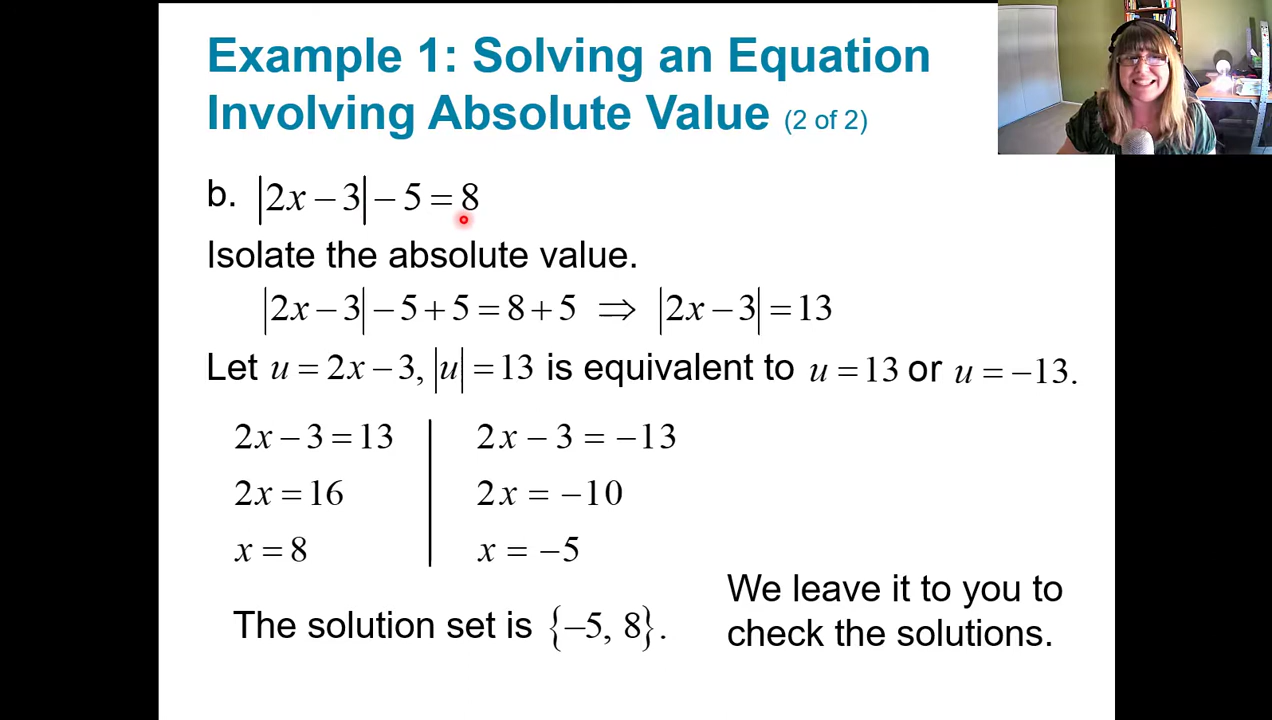 Example 1: Solving an Equation
Involving Absolute Value (2 of 2)
b. |2x − 3| − 5 = 8
Isolate the absolute value.
|2x − 3| − 5 + 5 = 8 + 5 ⇒ |2x − 3| = 13
Let u = 2x − 3, |u| = 13 is equivalent to u = 13 or u = −13.
2x − 3 = 13 2x − 3 = −13
2x = 16 2x = −10
x = 8 x = −5
The solution set is {−5, 8}.
We leave it to you to
check the solutions.